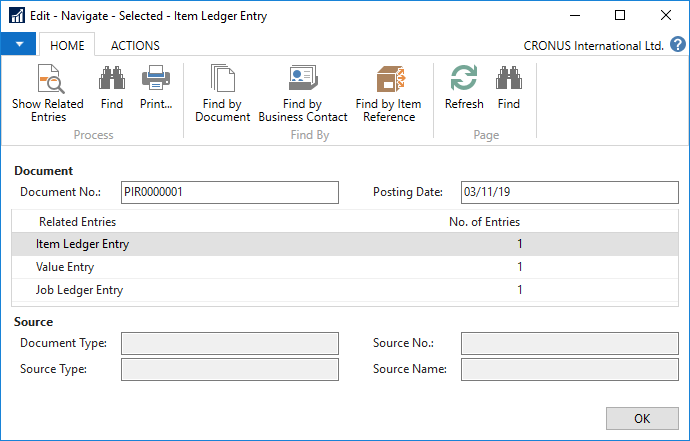 Edit - Navigate - Selected - Item Ledger Entry
HOME ACTIONS CRONUS International Ltd. ?
Show Related Entries
Find
Print...
Find by Document
Find by Business Contact
Find by Item Reference
Refresh
Find
Process Find By Page
Document
Document No.: PIR0000001 Posting Date: 03/11/19
Related Entries No. of Entries
Item Ledger Entry 1
Value Entry 1
Job Ledger Entry 1
Source
Document Type: Source No.:
Source Type: Source Name:
OK